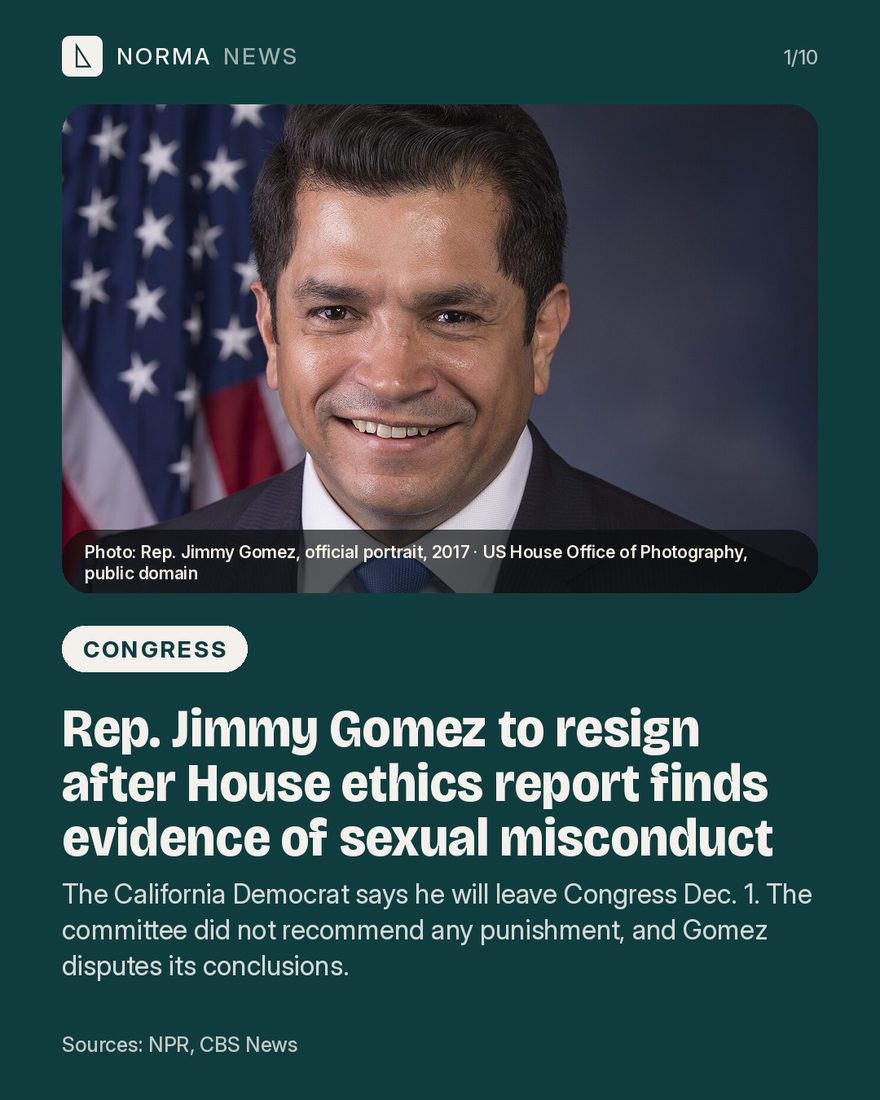 NORMA NEWS
1/10
Photo: Rep. Jimmy Gomez, official portrait, 2017 · US House Office of Photography,
public domain
CONGRESS
Rep. Jimmy Gomez to resign
after House ethics report finds
evidence of sexual misconduct
The California Democrat says he will leave Congress Dec. 1. The
committee did not recommend any punishment, and Gomez
disputes its conclusions.
Sources: NPR, CBS News